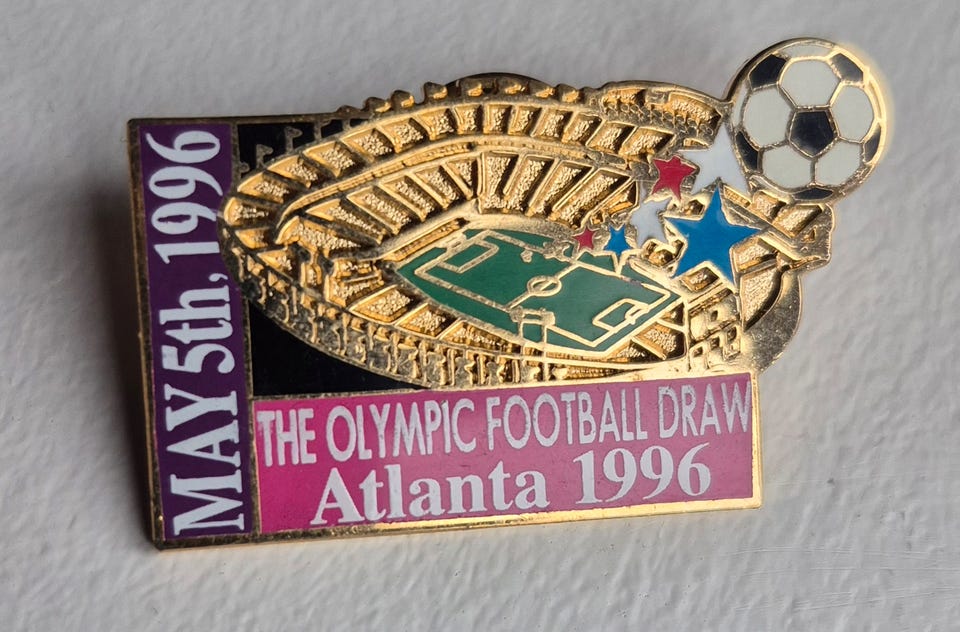 MAY 5th, 1996
THE OLYMPIC FOOTBALL DRAW
Atlanta 1996